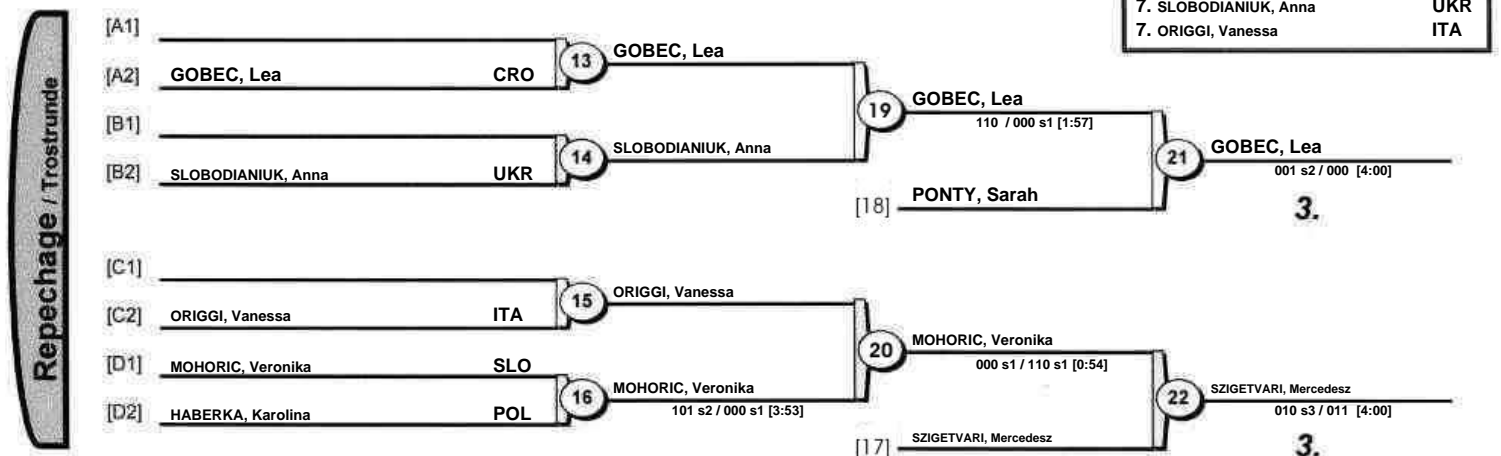 7. SLOBODIANIUK, Anna UKR
7. ORIGGI, Vanessa ITA
Repechage / Trostrunde
[A1]
[A2] GOBEC, Lea CRO
13
GOBEC, Lea
[B1]
[B2] SLOBODIANIUK, Anna UKR
14
SLOBODIANIUK, Anna
19
GOBEC, Lea
110 / 000 s1 [1:57]
[18] PONTY, Sarah
21
GOBEC, Lea
001 s2 / 000 [4:00]
3.
[C1]
[C2] ORIGGI, Vanessa ITA
15
ORIGGI, Vanessa
[D1] MOHORIC, Veronika SLO
[D2] HABERKA, Karolina POL
16
MOHORIC, Veronika
101 s2 / 000 s1 [3:53]
20
MOHORIC, Veronika
000 s1 / 110 s1 [0:54]
[17] SZIGETVARI, Mercedesz
22
SZIGETVARI, Mercedesz
010 s3 / 011 [4:00]
3.